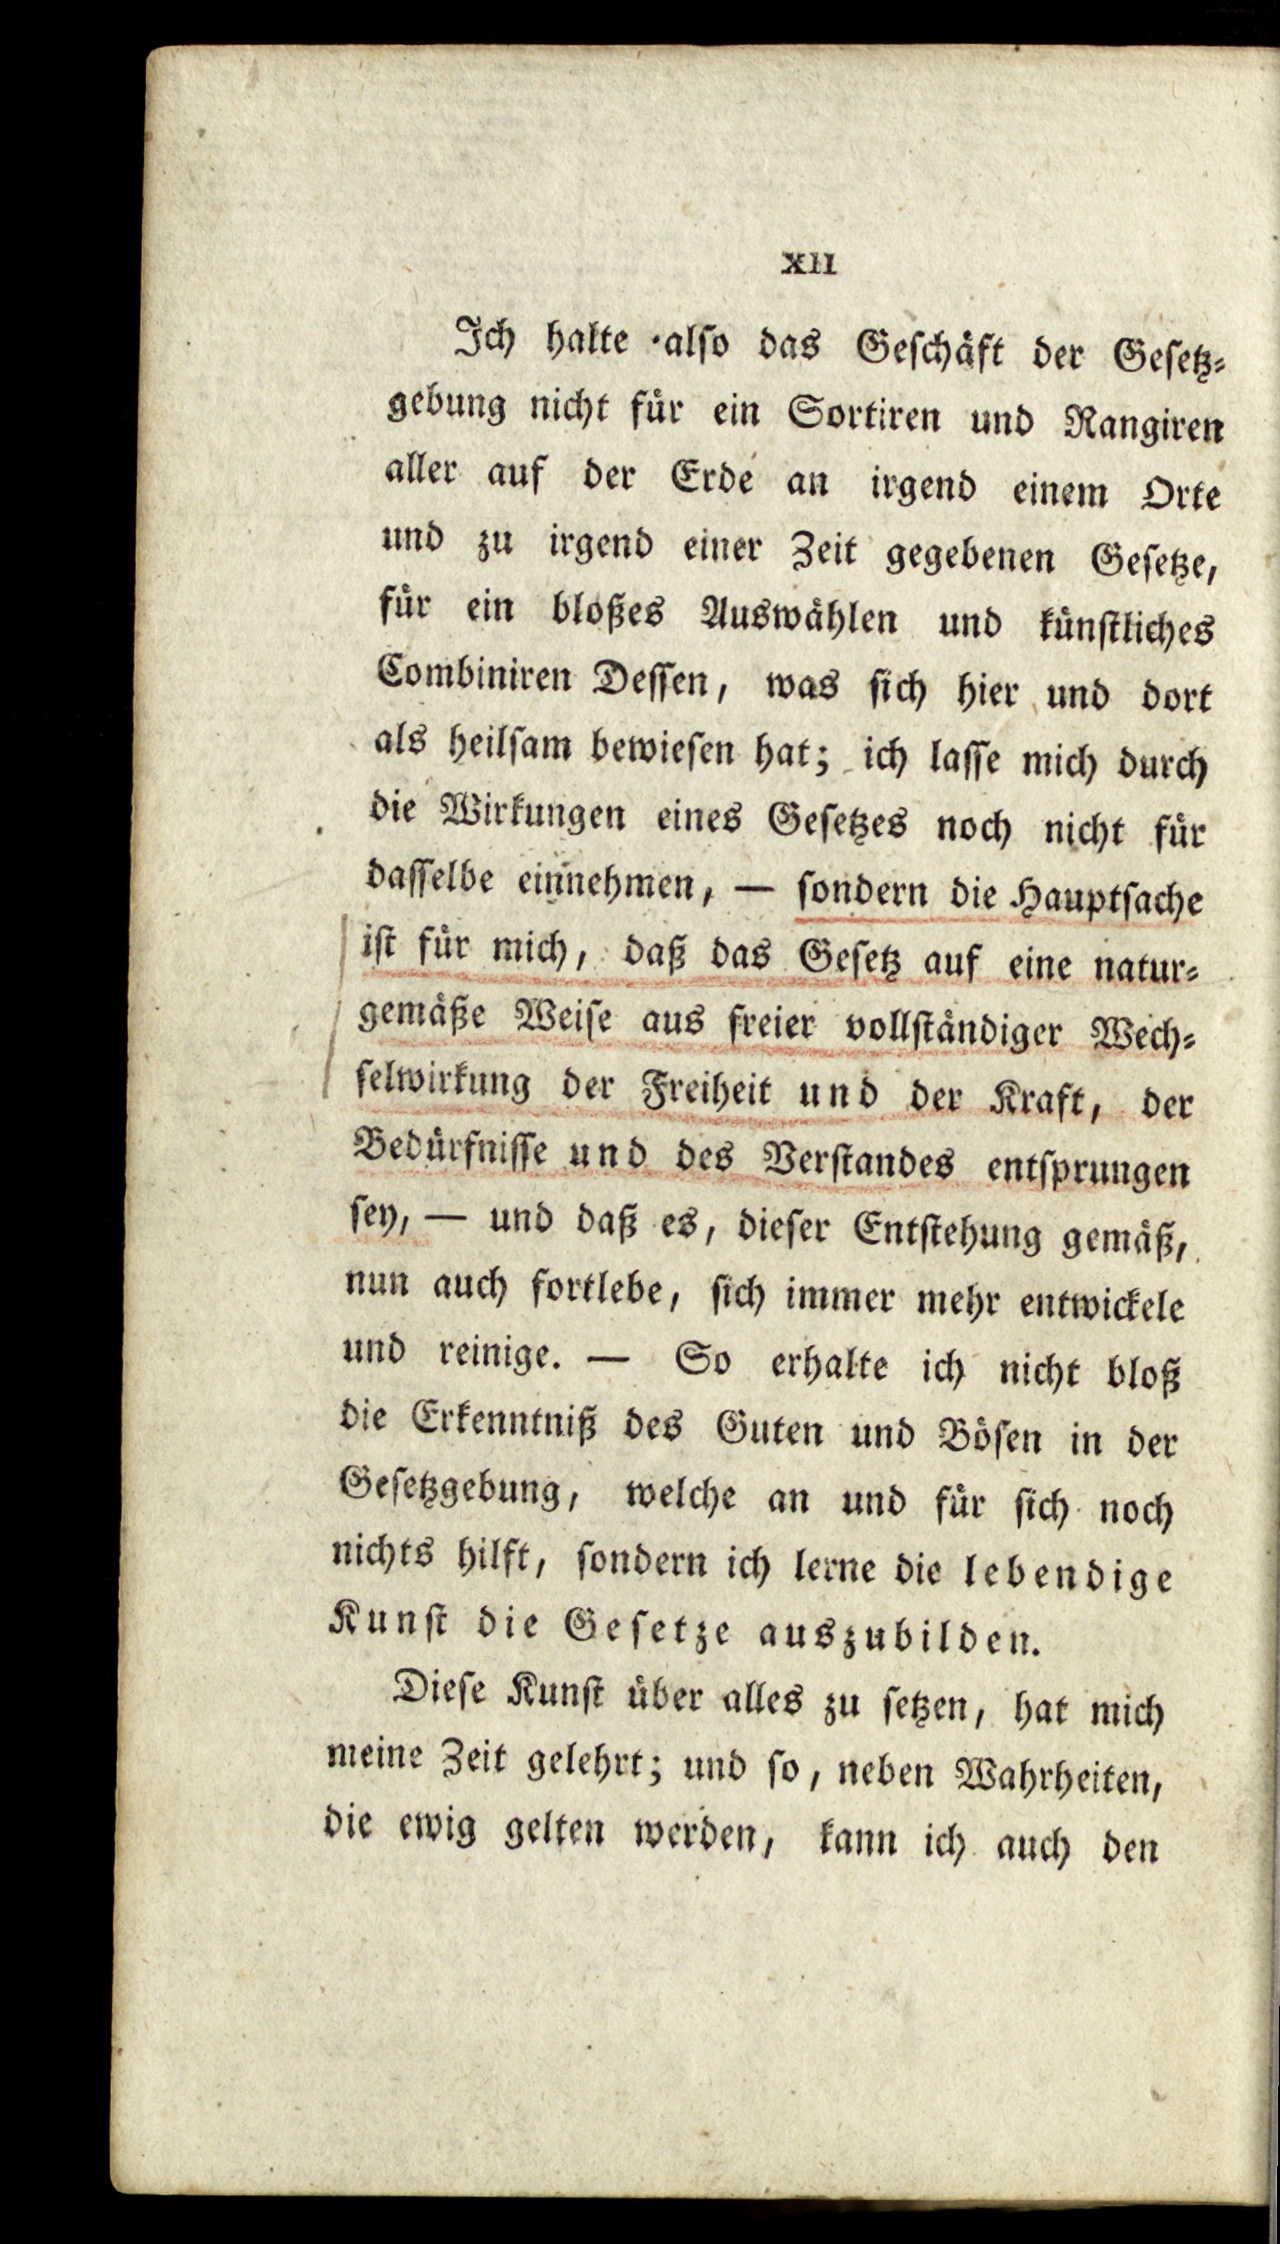 XII
Ich halte also das Geschäft der Gesetz-
gebung nicht für ein Sortiren und Rangiren
aller auf der Erde an irgend einem Orte
und zu irgend einer Zeit gegebenen Gesetze,
für ein bloßes Auswählen und künstliches
Combiniren Dessen, was sich hier und dort
als heilsam bewiesen hat; ich lasse mich durch
die Wirkungen eines Gesetzes noch nicht für
dasselbe einnehmen, — sondern die Hauptsache
ist für mich, daß das Gesetz auf eine natur-
gemäße Weise aus freier vollständiger Wech-
selwirkung der Freiheit und der Kraft, der
Bedürfnisse und des Verstandes entsprungen
sey, — und daß es, dieser Entstehung gemäß,
nun auch fortlebe, sich immer mehr entwickele
und reinige. — So erhalte ich nicht bloß
die Erkenntniß des Guten und Bösen in der
Gesetzgebung, welche an und für sich noch
nichts hilft, sondern ich lerne die lebendige
Kunst die Gesetze auszubilden.
Diese Kunst über alles zu setzen, hat mich
meine Zeit gelehrt; und so, neben Wahrheiten,
die ewig gelten werden, kann ich auch den